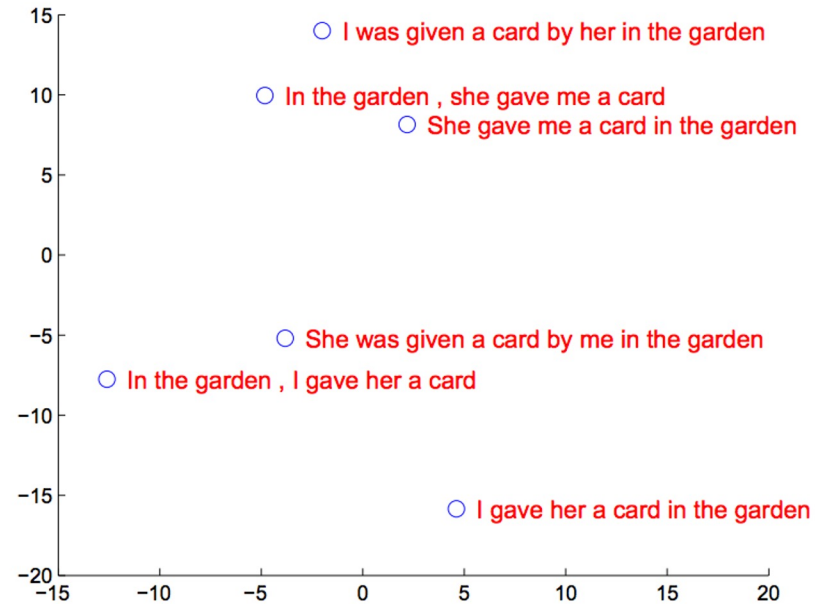 15
I was given a card by her in the garden
10
In the garden , she gave me a card
She gave me a card in the garden
5
0
−5
She was given a card by me in the garden
In the garden , I gave her a card
−10
−15
I gave her a card in the garden
−20
−15 −10 −5 0 5 10 15 20